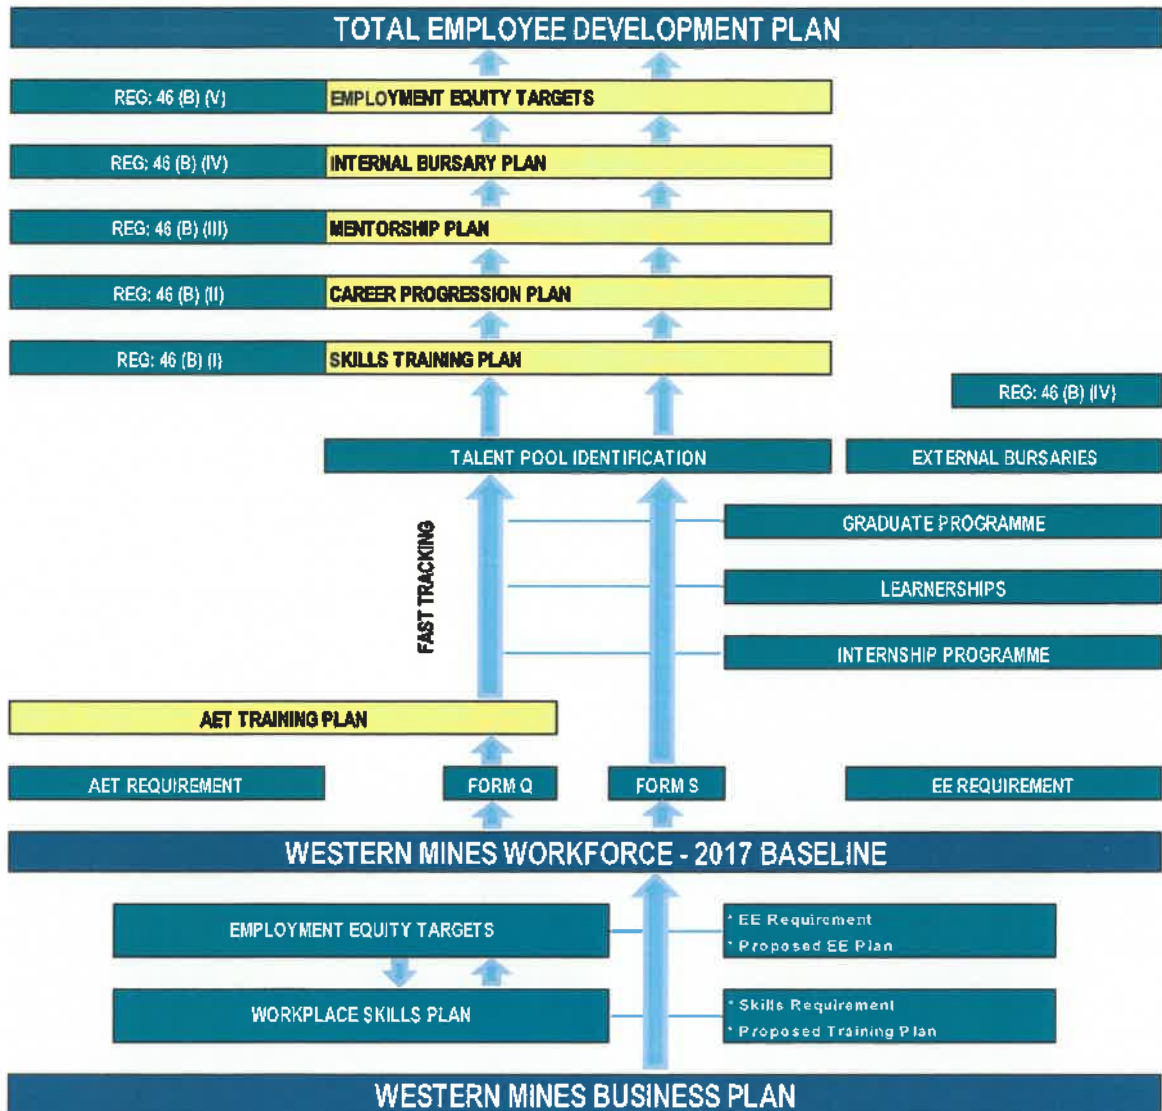 TOTAL EMPLOYEE DEVELOPMENT PLAN
REG: 46 (B) (V)
EMPLOYMENT EQUITY TARGETS
REG: 46 (B) (IV)
INTERNAL BURSARY PLAN
REG: 46 (B) (III)
MENTORSHIP PLAN
REG: 46 (B) (II)
CAREER PROGRESSION PLAN
REG: 46 (B) (I)
SKILLS TRAINING PLAN
REG: 46 (B) (IV)
TALENT POOL IDENTIFICATION
EXTERNAL BURSARIES
FAST TRACKING
GRADUATE PROGRAMME
LEARNERSHIPS
INTERNSHIP PROGRAMME
AET TRAINING PLAN
AET REQUIREMENT
FORM Q
FORM S
EE REQUIREMENT
WESTERN MINES WORKFORCE - 2017 BASELINE
EMPLOYMENT EQUITY TARGETS
* EE Requirement
* Proposed EE Plan
WORKPLACE SKILLS PLAN
* Skills Requirement
* Proposed Training Plan
WESTERN MINES BUSINESS PLAN